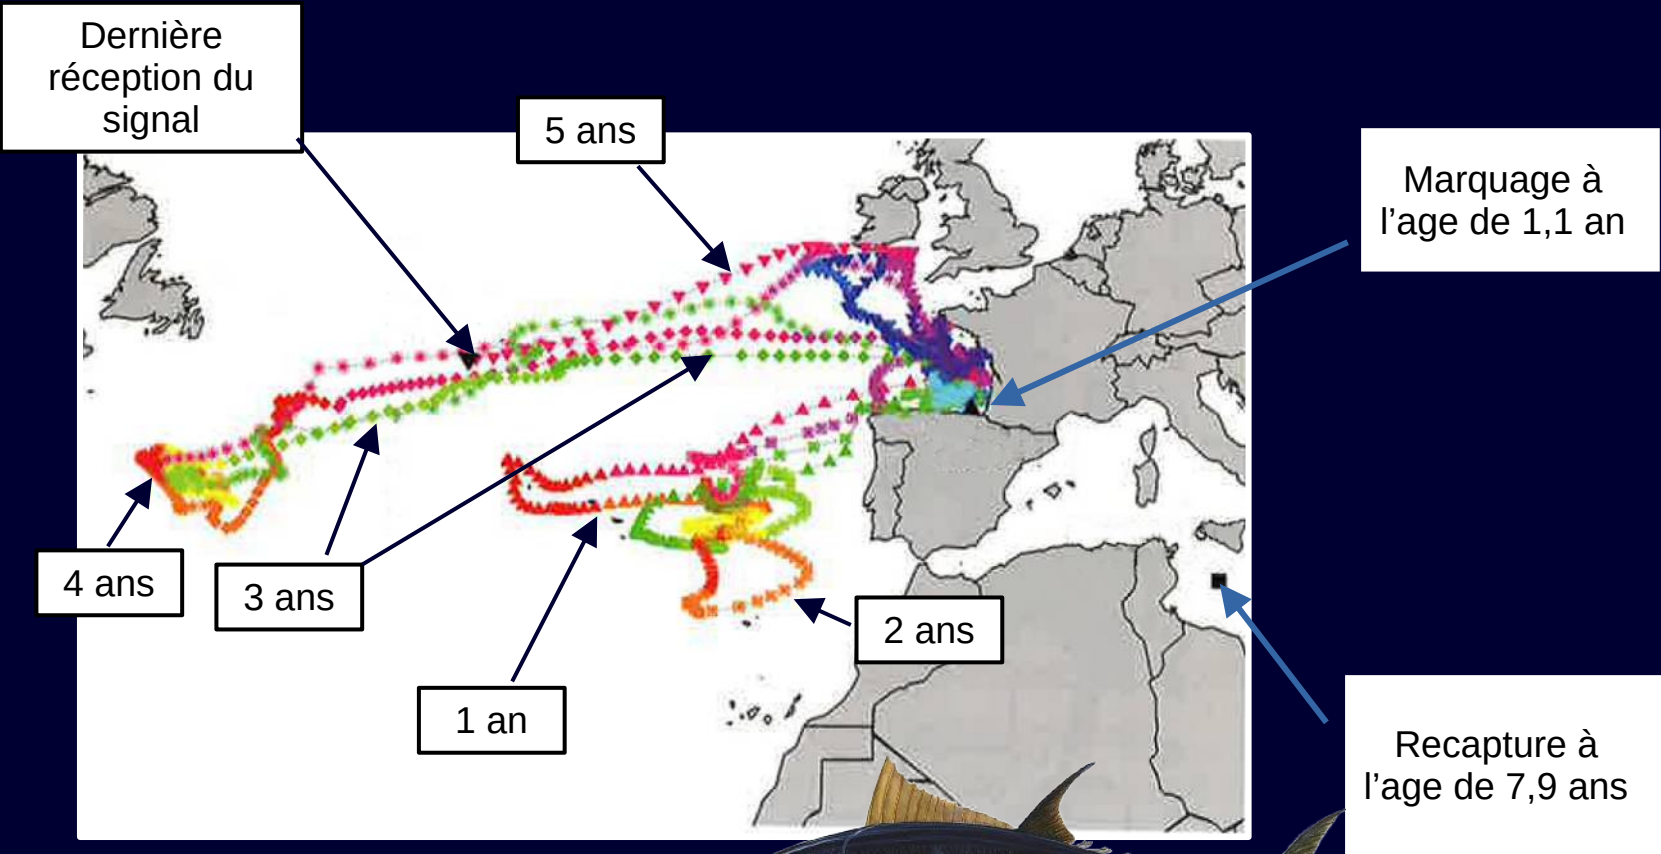 Dernière
réception du
signal
5 ans
Marquage à
l’age de 1,1 an
4 ans
3 ans
2 ans
1 an
Recapture à
l’age de 7,9 ans